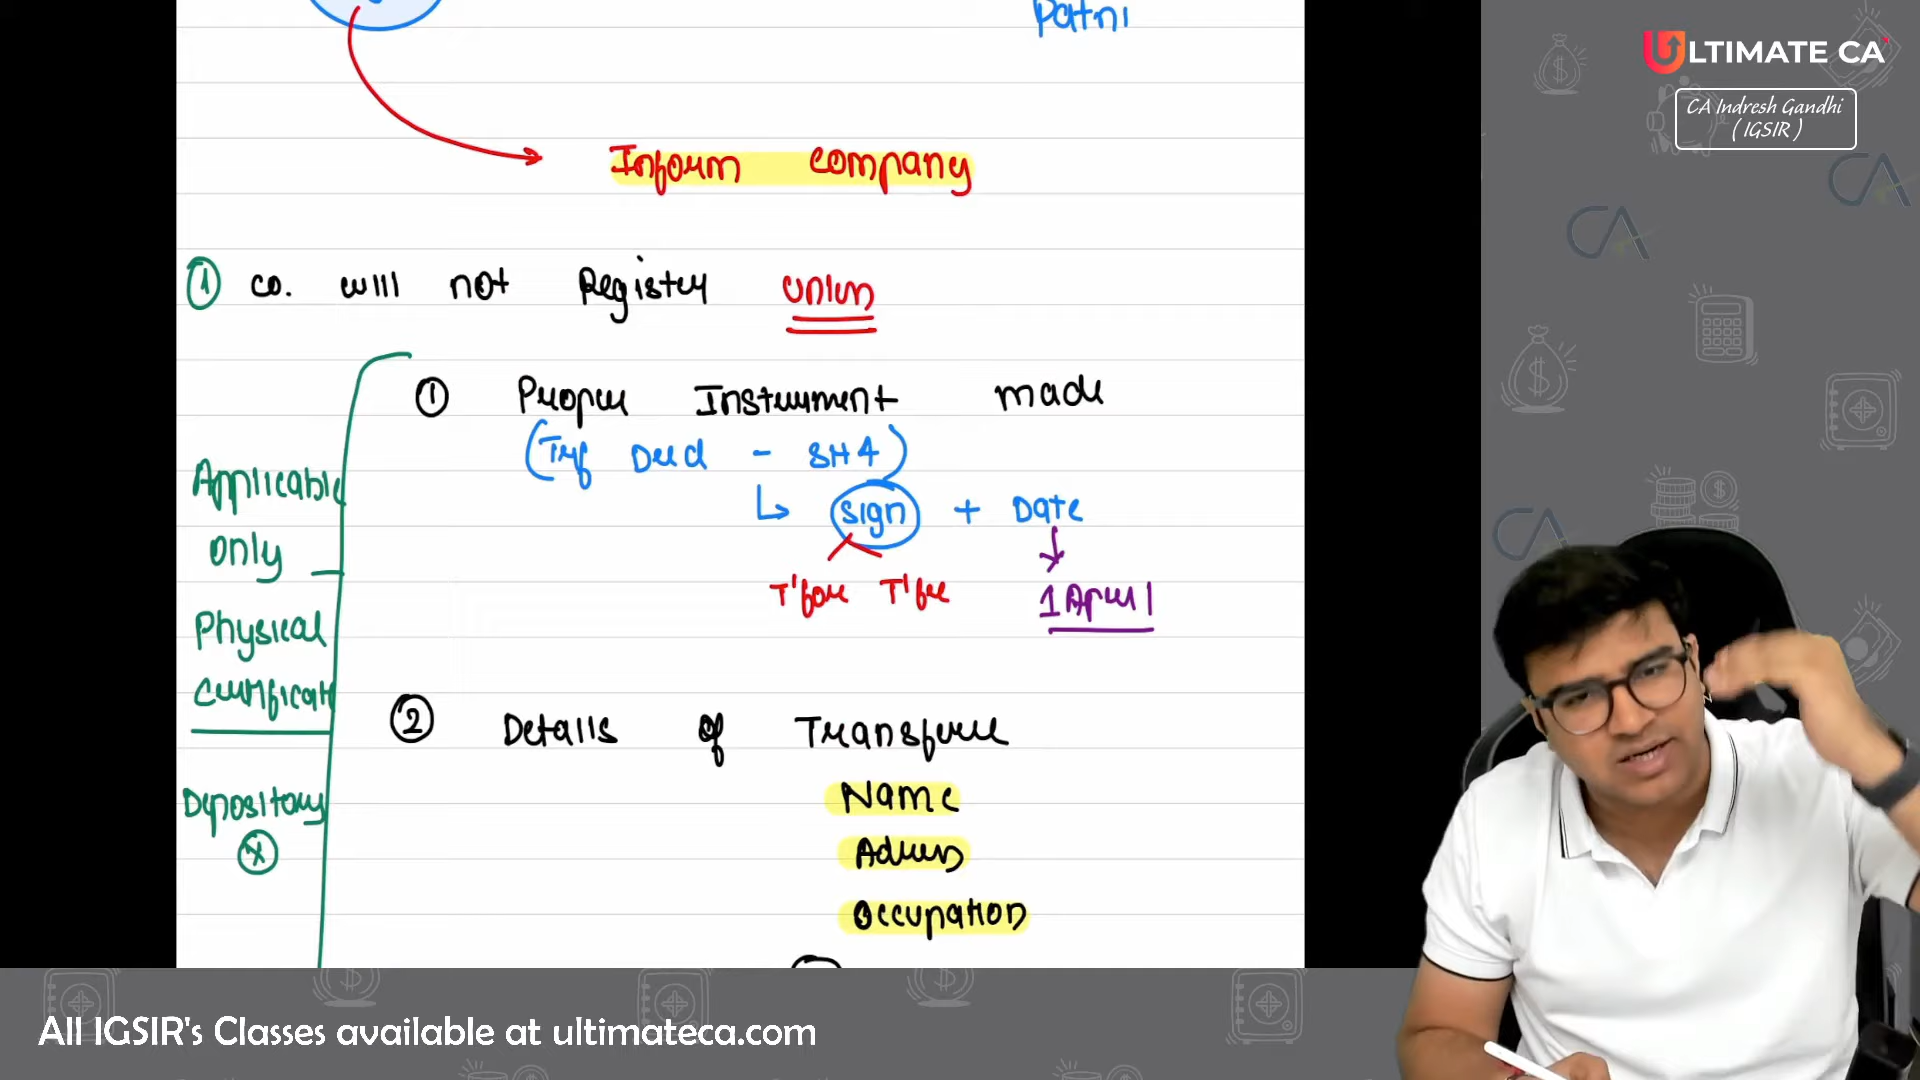 Patni
ULTIMATE CA
CA Indresh Gandhi
( IGSIR )
Inform company
1 co. will not Register unless
1 Proper Instrument made
(Trf Deed - SH4)
Sign + Date
T'for T'fee 1 April
Applicable
only
Physical
certificate
Depository
x
2 Details of Transferee
Name
Adress
Occupation
All IGSIR's Classes available at ultimateca.com